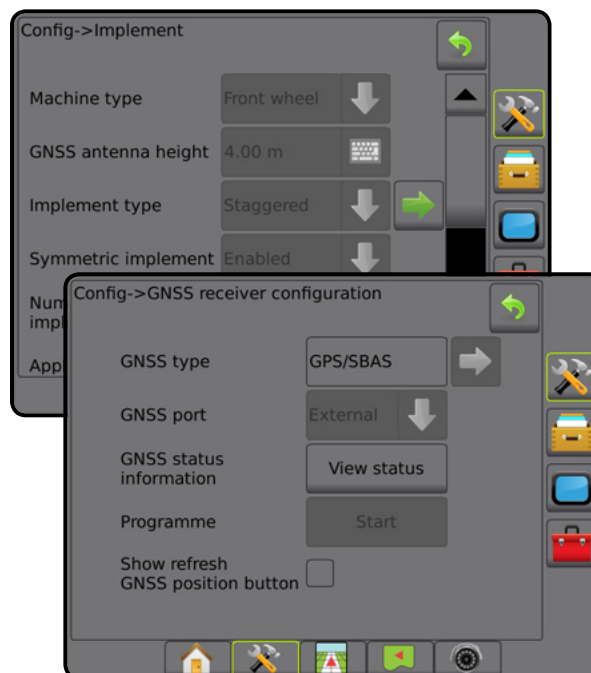 Config->Implement
Machine type Front wheel
GNSS antenna height 4.00 m
Implement type Staggered
Symmetric implement Enabled
Num
impl
App
Config->GNSS receiver configuration
GNSS type GPS/SBAS
GNSS port External
GNSS status
information View status
Programme Start
Show refresh
GNSS position button